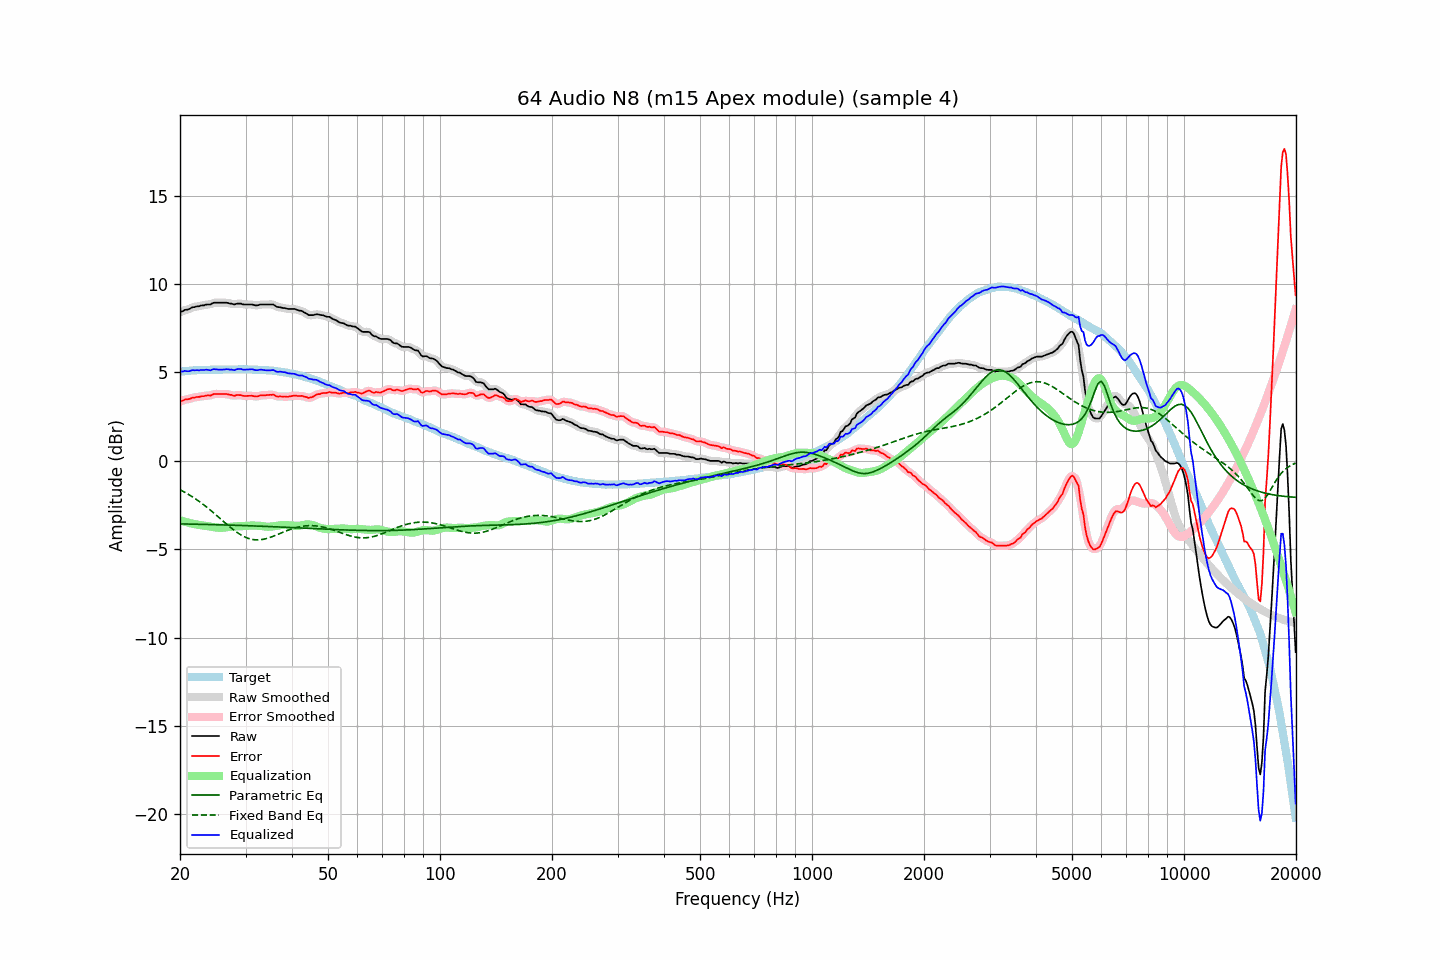 64 Audio N8 (m15 Apex module) (sample 4)
15
10
5
0
−5
−10
−15
−20
Amplitude (dBr)
Target
Raw Smoothed
Error Smoothed
Raw
Error
Equalization
Parametric Eq
Fixed Band Eq
Equalized
20 50 100 200 500 1000 2000 5000 10000 20000
Frequency (Hz)